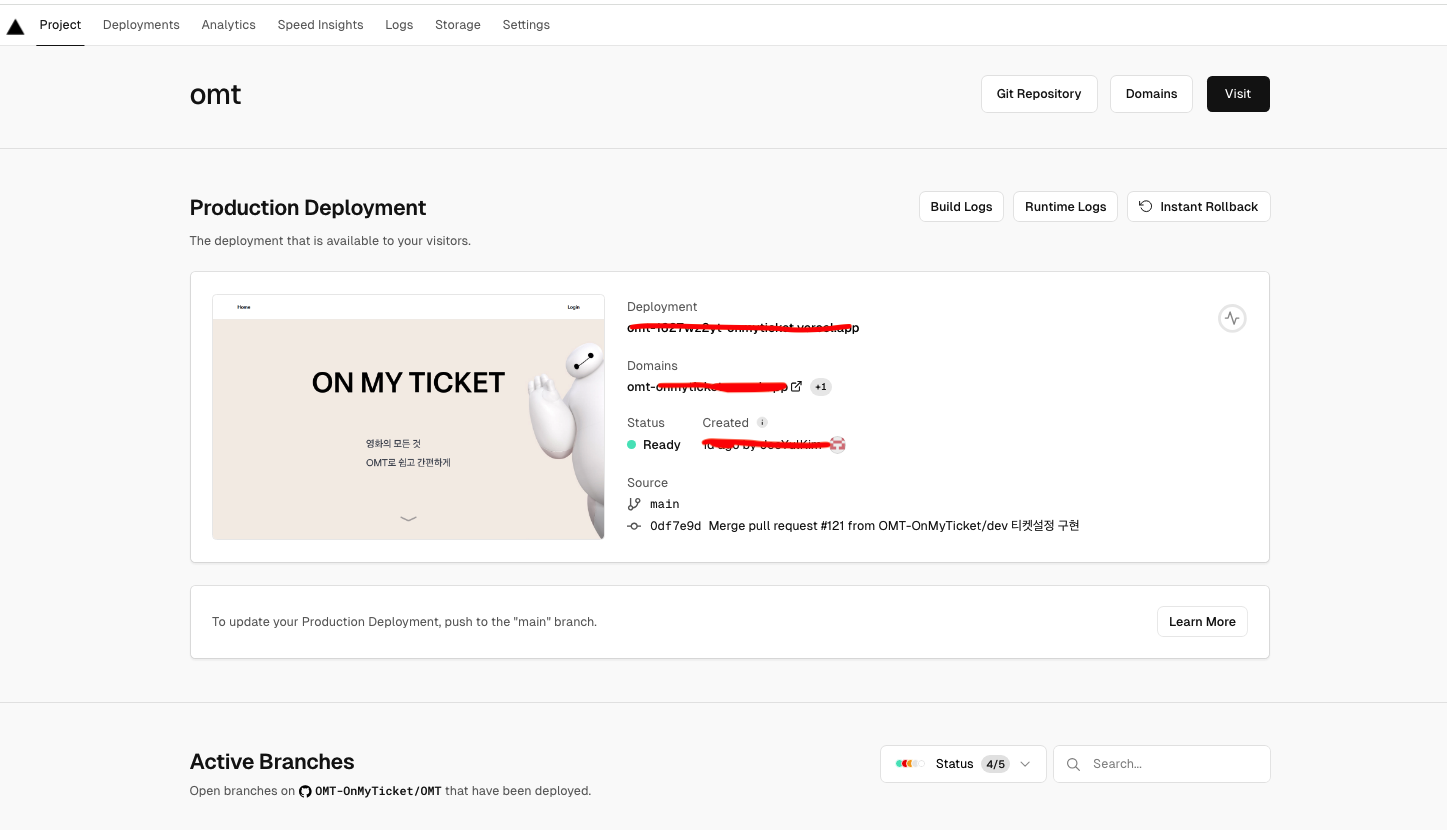 Project Deployments Analytics Speed Insights Logs Storage Settings
omt
Git Repository Domains Visit
Production Deployment
Build Logs Runtime Logs Instant Rollback
The deployment that is available to your visitors.
Home Login
ON MY TICKET
영화의 모든 것
OMT로 쉽고 간편하게
Deployment
Domains
+1
Status Created
Ready
Source
main
0df7e9d Merge pull request #121 from OMT-OnMyTicket/dev 티켓설정 구현
To update your Production Deployment, push to the "main" branch.
Learn More
Active Branches
Status 4/5 Search...
Open branches on OMT-OnMyTicket/OMT that have been deployed.